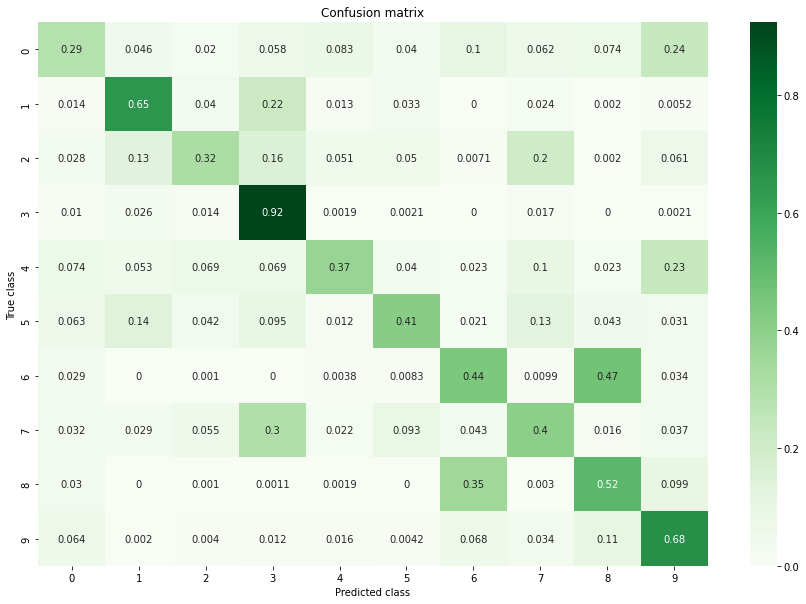 Confusion matrix
0 0.29 0.046 0.02 0.058 0.083 0.04 0.1 0.062 0.074 0.24
1 0.014 0.65 0.04 0.22 0.013 0.033 0 0.024 0.002 0.0052
2 0.028 0.13 0.32 0.16 0.051 0.05 0.0071 0.2 0.002 0.061
3 0.01 0.026 0.014 0.92 0.0019 0.0021 0 0.017 0 0.0021
4 0.074 0.053 0.069 0.069 0.37 0.04 0.023 0.1 0.023 0.23
5 0.063 0.14 0.042 0.095 0.012 0.41 0.021 0.13 0.043 0.031
6 0.029 0 0.001 0 0.0038 0.0083 0.44 0.0099 0.47 0.034
7 0.032 0.029 0.055 0.3 0.022 0.093 0.043 0.4 0.016 0.037
8 0.03 0 0.001 0.0011 0.0019 0 0.35 0.003 0.52 0.099
9 0.064 0.002 0.004 0.012 0.016 0.0042 0.068 0.034 0.11 0.68
0 1 2 3 4 5 6 7 8 9
Predicted class
True class
0.8
0.6
0.4
0.2
0.0